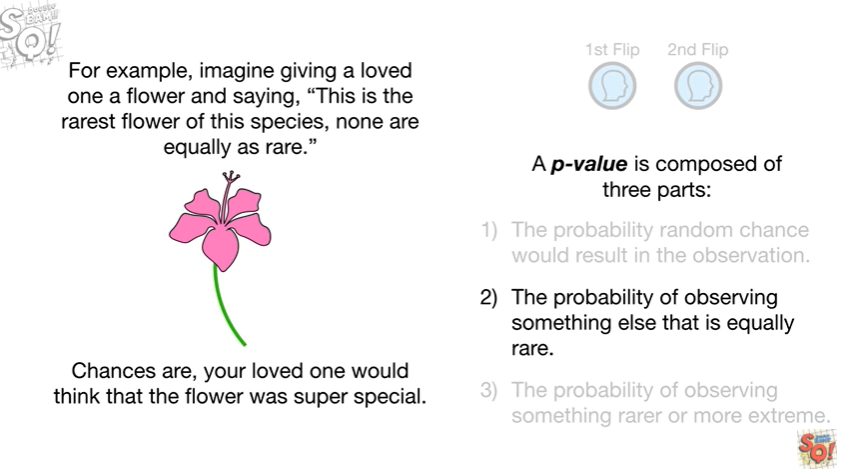 For example, imagine giving a loved
one a flower and saying, “This is the
rarest flower of this species, none are
equally as rare.”
Chances are, your loved one would
think that the flower was super special.
1st Flip 2nd Flip
A p-value is composed of
three parts:
1) The probability random chance
would result in the observation.
2) The probability of observing
something else that is equally
rare.
3) The probability of observing
something rarer or more extreme.
SQ!
SQ!